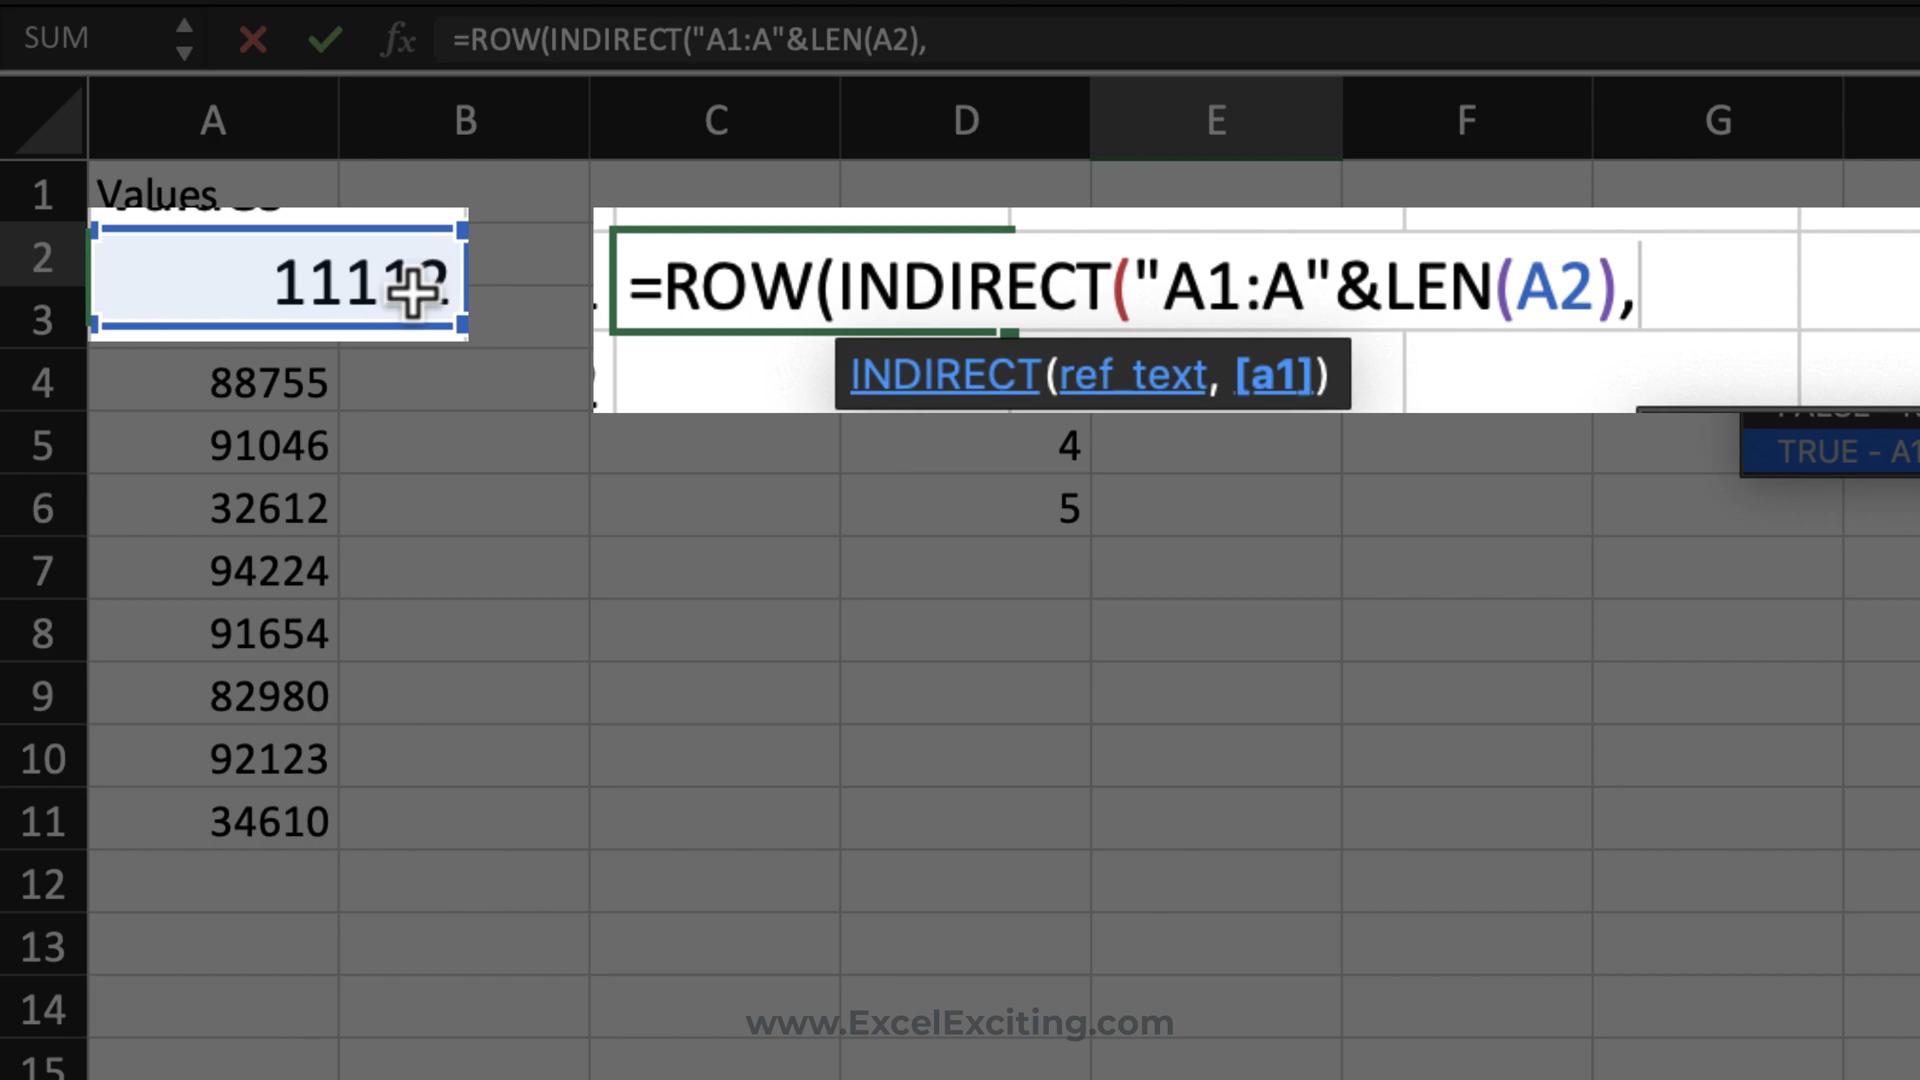 SUM fx =ROW(INDIRECT("A1:A"&LEN(A2),
A B C D E F G
1 Values
2 11112 =ROW(INDIRECT("A1:A"&LEN(A2),
3
INDIRECT(ref_text, [a1])
4 88755
5 91046 4
TRUE - A1
6 32612 5
7 94224
8 91654
9 82980
10 92123
11 34610
12
13
14
www.ExcelExciting.com
15